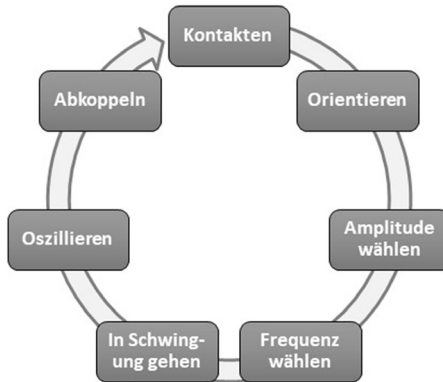 Kontakten
Orientieren
Amplitude
wählen
Frequenz
wählen
In Schwing-
ung gehen
Oszillieren
Abkoppeln